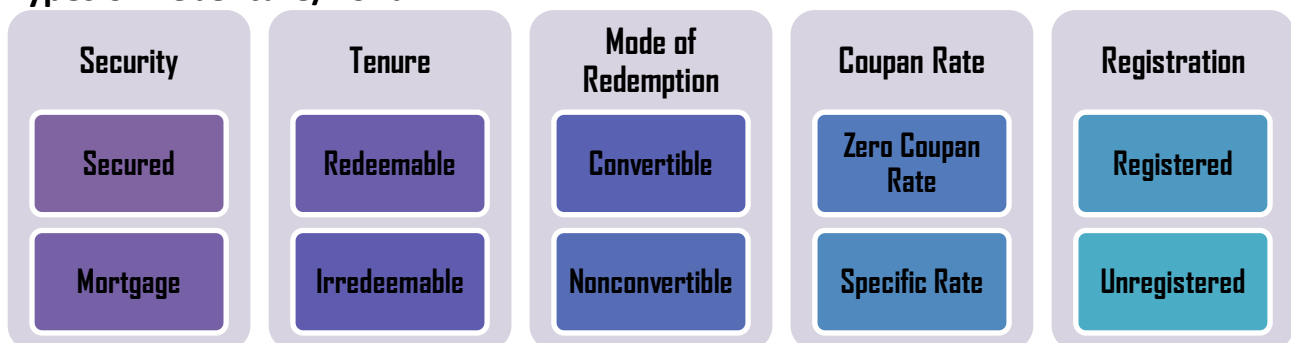 Security
Secured
Mortgage
Tenure
Redeemable
Irredeemable
Mode of
Redemption
Convertible
Nonconvertible
Coupan Rate
Zero Coupan
Rate
Specific Rate
Registration
Registered
Unregistered